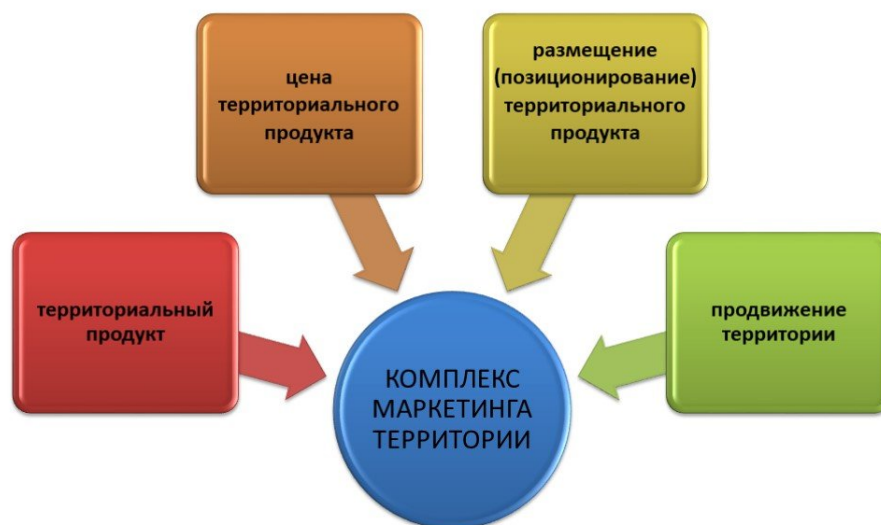 цена
территориального
продукта
размещение
(позиционирование)
территориального
продукта
территориальный
продукт
продвижение
территории
КОМПЛЕКС
МАРКЕТИНГА
ТЕРРИТОРИИ